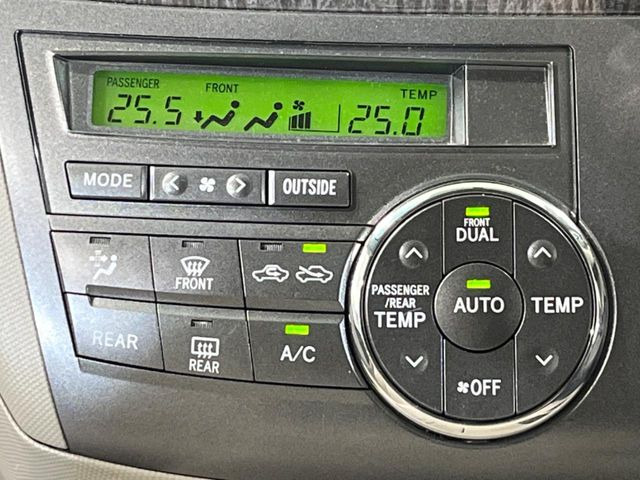 PASSENGER FRONT TEMP
25.5 25.0
MODE OUTSIDE
FRONT
DUAL
FRONT
PASSENGER
/REAR
TEMP
AUTO
TEMP
REAR
REAR
A/C
OFF